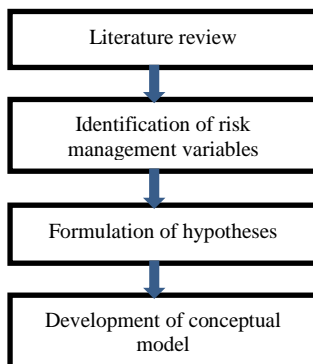 Literature review
Identification of risk
management variables
Formulation of hypotheses
Development of conceptual
model